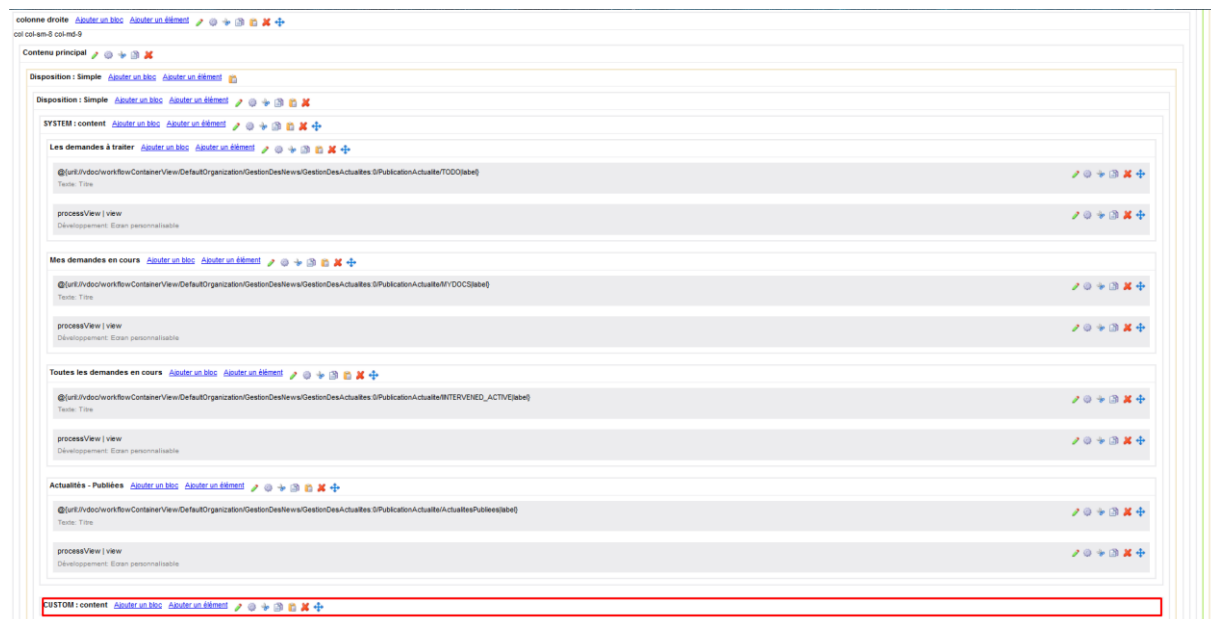 colonne droite Ajouter un bloc Ajouter un élément
col col-sm-8 col-md-9
Contenu principal
Disposition : Simple Ajouter un bloc Ajouter un élément
Disposition : Simple Ajouter un bloc Ajouter un élément
SYSTEM : content Ajouter un bloc Ajouter un élément
Les demandes à traiter Ajouter un bloc Ajouter un élément
@{uril://vdoc/workflowContainerView/DefaultOrganization/GestionDesNews/GestionDesActualites:0/PublicationActualite/TODO|label}
Texte: Titre
processView | view
Développement: Ecran personnalisable
Mes demandes en cours Ajouter un bloc Ajouter un élément
@{uril://vdoc/workflowContainerView/DefaultOrganization/GestionDesNews/GestionDesActualites:0/PublicationActualite/MYDOCS|label}
Texte: Titre
processView | view
Développement: Ecran personnalisable
Toutes les demandes en cours Ajouter un bloc Ajouter un élément
@{uril://vdoc/workflowContainerView/DefaultOrganization/GestionDesNews/GestionDesActualites:0/PublicationActualite/IINTERVENED_ACTIVE|label}
Texte: Titre
processView | view
Développement: Ecran personnalisable
Actualités - Publiées Ajouter un bloc Ajouter un élément
@{uril://vdoc/workflowContainerView/DefaultOrganization/GestionDesNews/GestionDesActualites:0/PublicationActualite/ActualitesPubliees|label}
Texte: Titre
processView | view
Développement: Ecran personnalisable
CUSTOM : content Ajouter un bloc Ajouter un élément